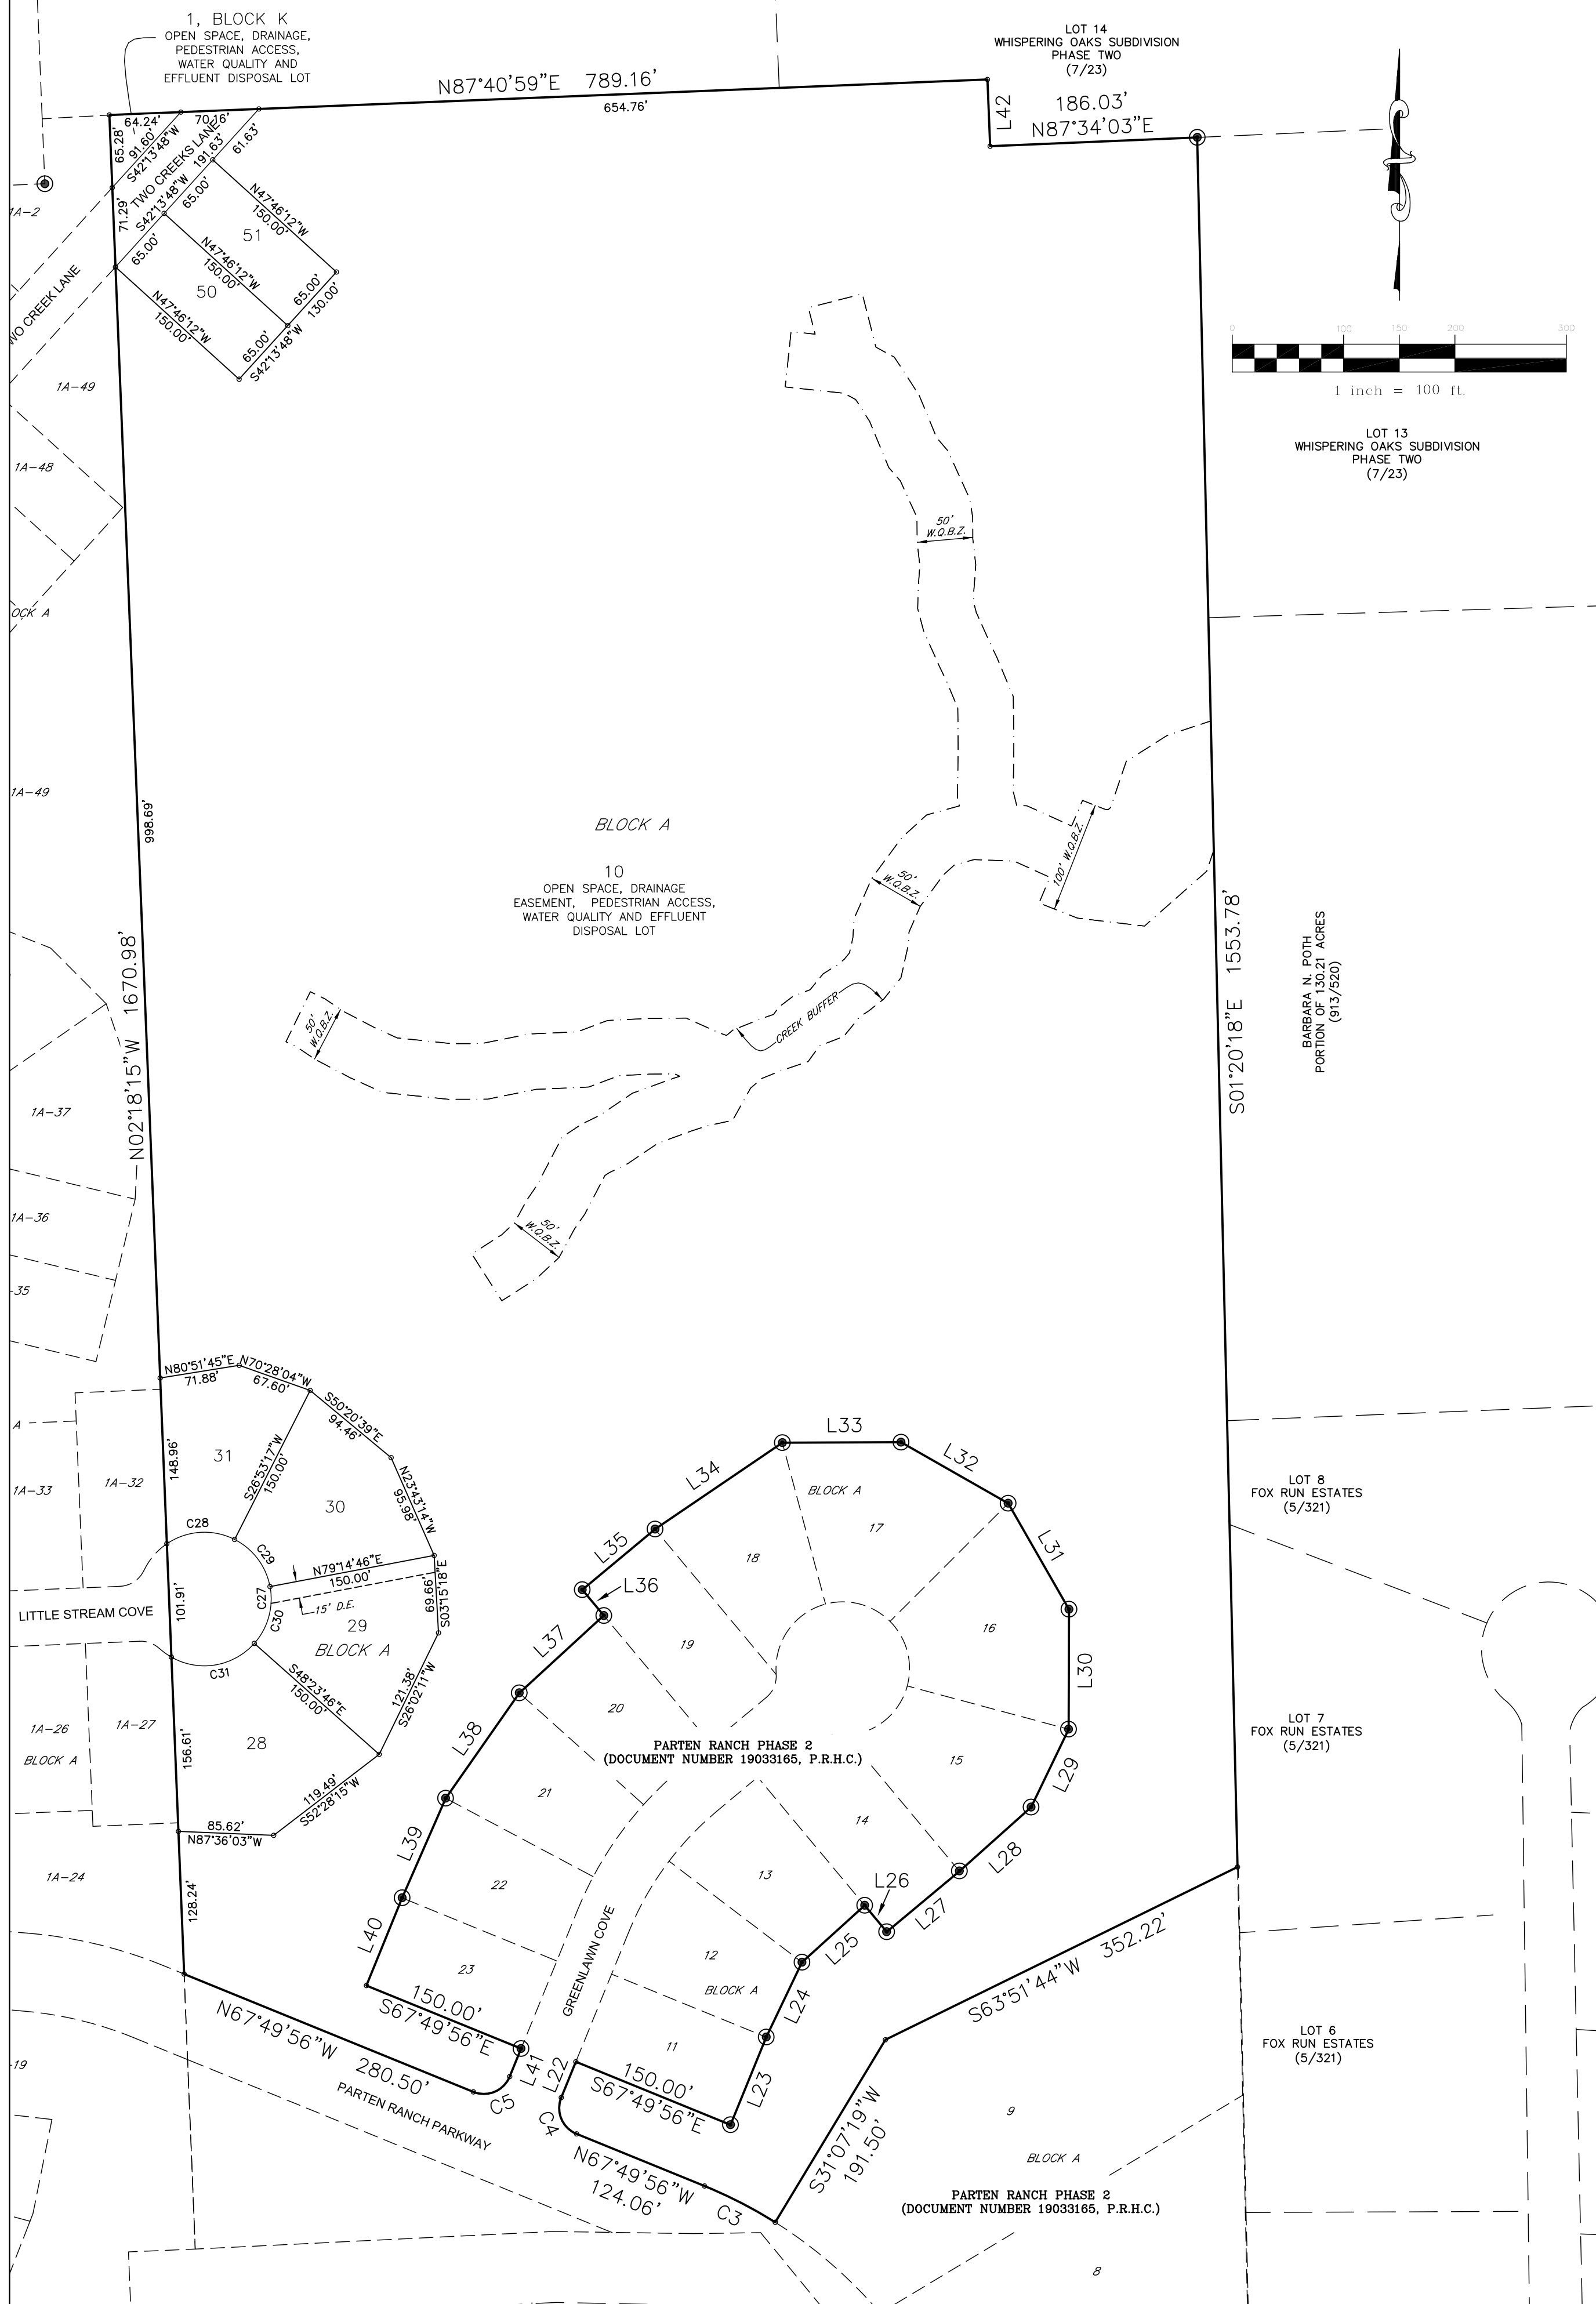 1, BLOCK K
OPEN SPACE, DRAINAGE,
PEDESTRIAN ACCESS,
WATER QUALITY AND
EFFLUENT DISPOSAL LOT
N87°40'59"E 789.16'
654.76'
LOT 14
WHISPERING OAKS SUBDIVISION
PHASE TWO
(7/23)
L42
186.03'
N87°34'03"E
64.24'
70.16'
65.28'
91.60'
S42°13'48"W
TWO CREEKS LANE
S42°13'48"W 191.63'
61.63'
71.29'
65.00'
65.00'
N47°46'12"W
150.00'
51
N47°46'12"W
150.00'
50
65.00'
130.00'
N47°46'12"W
150.00'
65.00'
S42°13'48"W
1A-2
WO CREEK LANE
1A-49
1A-48
OCK A
1A-49
0
100
150
200
300
1 inch = 100 ft.
LOT 13
WHISPERING OAKS SUBDIVISION
PHASE TWO
(7/23)
50'
W.Q.B.Z.
998.69'
BLOCK A
10
OPEN SPACE, DRAINAGE
EASEMENT, PEDESTRIAN ACCESS,
WATER QUALITY AND EFFLUENT
DISPOSAL LOT
100' W.Q.B.Z.
50'
W.Q.B.Z.
CREEK BUFFER
50'
W.Q.B.Z.
50'
W.Q.B.Z.
N02°18'15"W 1670.98'
S01°20'18"E 1553.78'
BARBARA N. POTH
PORTION OF 130.21 ACRES
(913/520)
1A-37
1A-36
-35
A
1A-33
1A-32
N80°51'45"E
71.88'
N70°28'04"W
67.60'
S50°20'39"E
94.46'
31
S26°53'17"W
150.00'
148.96'
N23°43'14"W
95.98'
30
C28
C29
N79°14'46"E
150.00'
C27
C30
15' D.E.
29
BLOCK A
69.66'
S03°15'18"E
LITTLE STREAM COVE
101.91'
C31
S48°23'46"E
150.00'
121.38'
S26°02'11"W
28
156.61'
119.49'
S52°28'15"W
85.62'
N87°36'03"W
1A-26
1A-27
BLOCK A
1A-24
128.24'
L33
L34
L32
BLOCK A
17
L35
18
L31
L36
16
L37
19
L30
20
L38
PARTEN RANCH PHASE 2
(DOCUMENT NUMBER 19033165, P.R.H.C.)
15
21
L29
14
L39
L28
22
13
L26
L40
L27
L25
23
GREENLAWN COVE
12
BLOCK A
L24
150.00'
S67°49'56"E
11
L41
L22
150.00'
S67°49'56"E
L23
N67°49'56"W 280.50'
C5
C4
PARTEN RANCH PARKWAY
N67°49'56"W
124.06'
C3
S31°07'19"W
191.50'
S63°51'44"W 352.22'
LOT 8
FOX RUN ESTATES
(5/321)
LOT 7
FOX RUN ESTATES
(5/321)
LOT 6
FOX RUN ESTATES
(5/321)
9
BLOCK A
PARTEN RANCH PHASE 2
(DOCUMENT NUMBER 19033165, P.R.H.C.)
8
-19